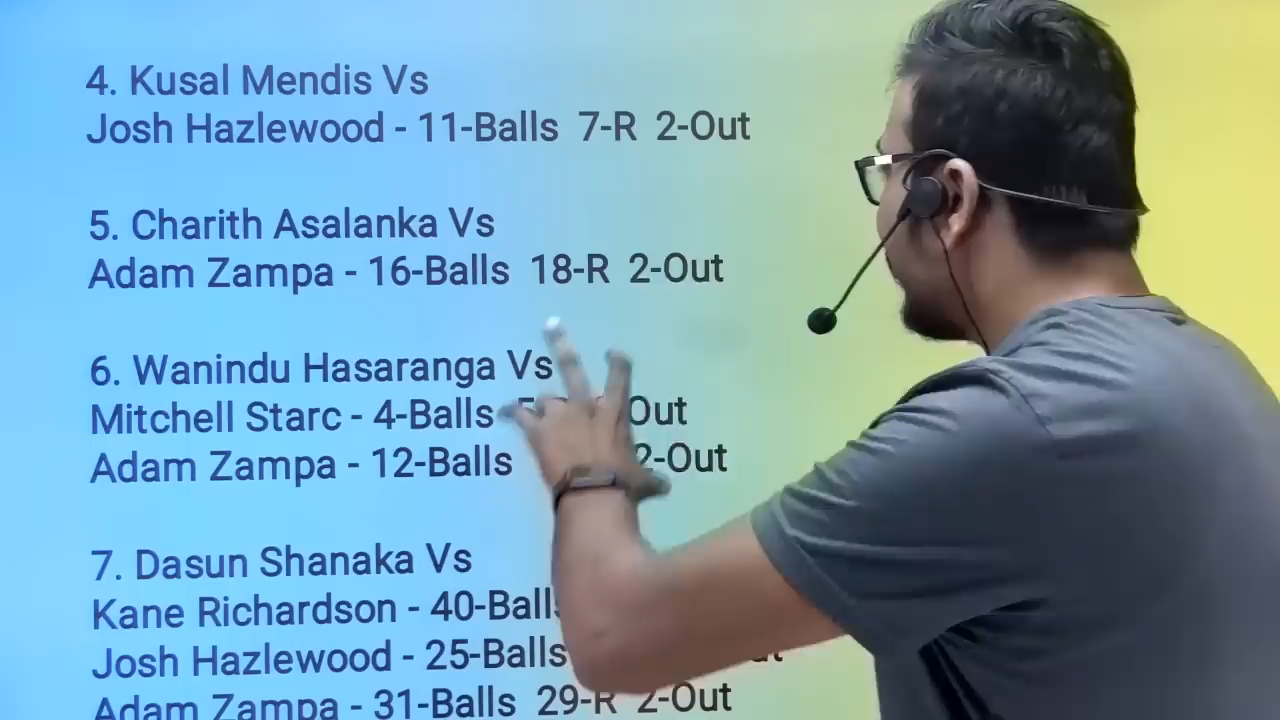 4. Kusal Mendis Vs
Josh Hazlewood - 11-Balls 7-R 2-Out
5. Charith Asalanka Vs
Adam Zampa - 16-Balls 18-R 2-Out
6. Wanindu Hasaranga Vs
Mitchell Starc - 4-Balls Out
Adam Zampa - 12-Balls 2-Out
7. Dasun Shanaka Vs
Kane Richardson - 40-Balls
Josh Hazlewood - 25-Balls
Adam Zampa - 31-Balls 29-R 2-Out